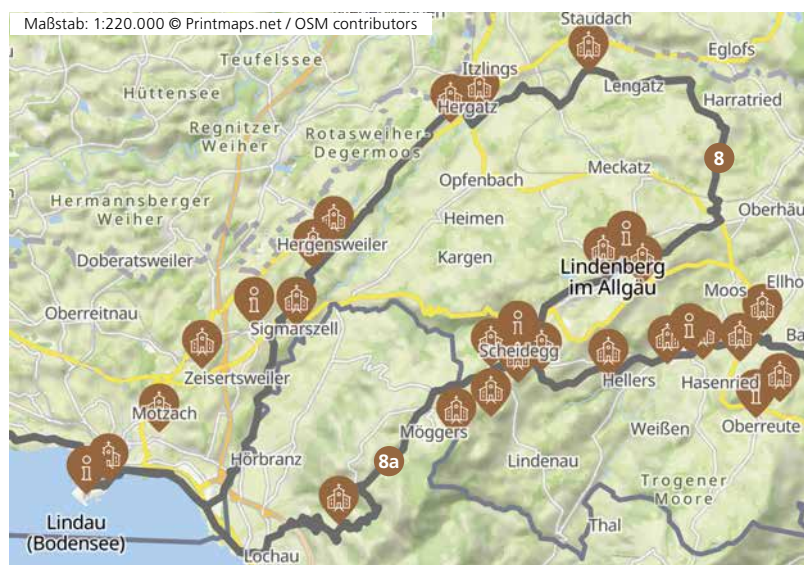 Maßstab: 1:220.000 © Printmaps.net / OSM contributors
Staudach
Eglofs
Teufelssee
Itzlings
Lengatz
Hüttensee
Hergatz
Harratried
Regnitzer
Weiher
Rotasweiher-
Degermoos
8
Meckatz
Opfenbach
Hermannsberger
Weiher
Heimen
Oberhäu
Hergensweiler
Kargen
Doberatsweiler
Lindenberg
im Allgäu
Moos
Ellho
Oberreitnau
Sigmarszell
Ba
Scheidegg
Zeisertsweiler
Hellers
Hasenried
Motzach
Möggers
Weißen
Oberreute
Hörbranz
8a
Lindenau
Trogener
Moore
Lindau
(Bodensee)
Thal
Lochau